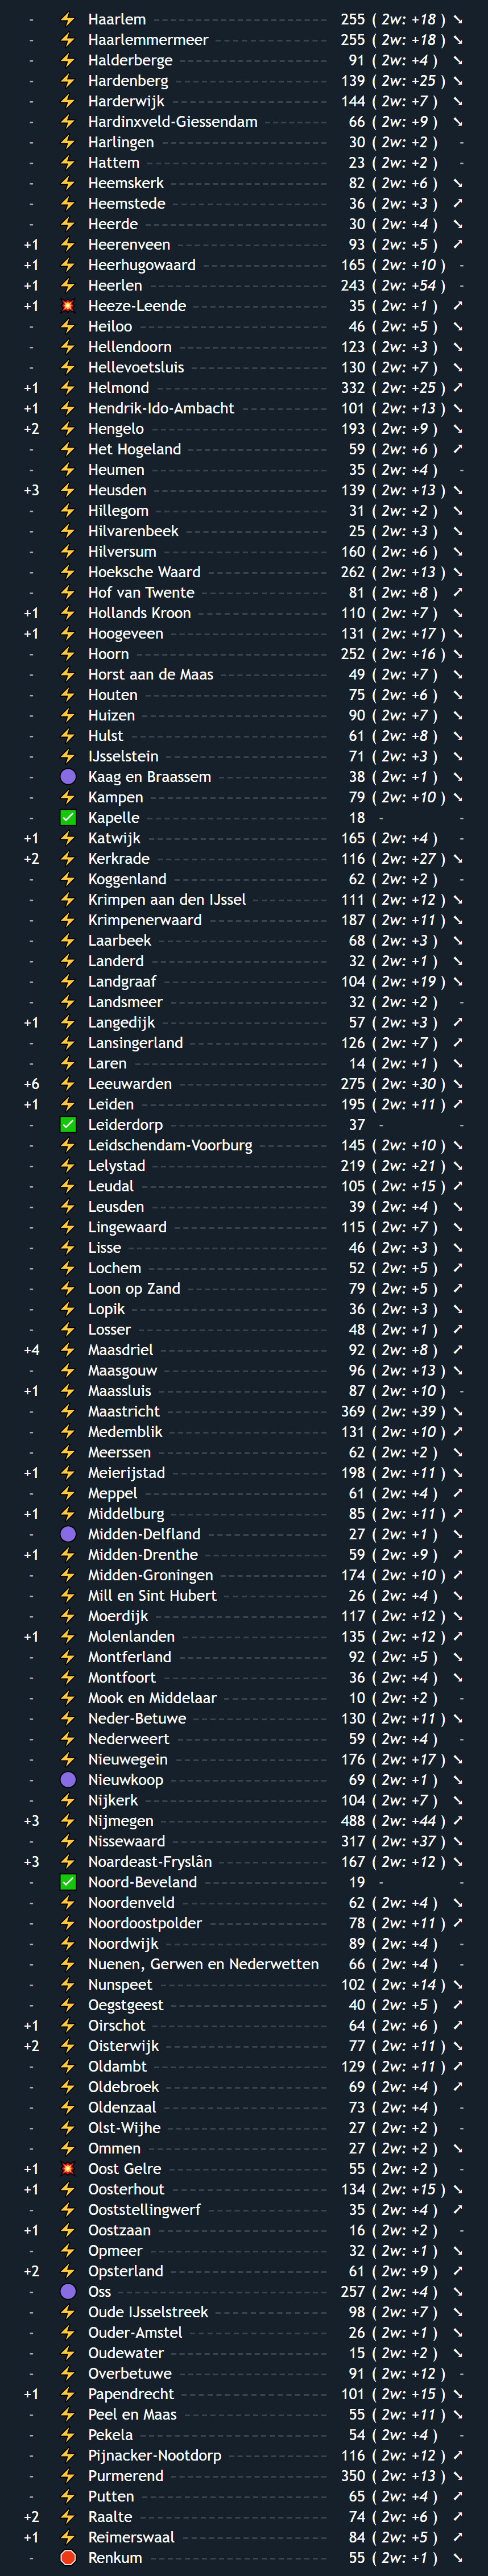 - ⚡ Haarlem 255 ( 2w: +18 ) ➘
- ⚡ Haarlemmermeer 255 ( 2w: +18 ) ➘
- ⚡ Halderberge 91 ( 2w: +4 ) ➘
- ⚡ Hardenberg 139 ( 2w: +25 ) ➘
- ⚡ Harderwijk 144 ( 2w: +7 ) ➘
- ⚡ Hardinxveld-Giessendam 66 ( 2w: +9 ) ➘
- ⚡ Harlingen 30 ( 2w: +2 ) -
- ⚡ Hattem 23 ( 2w: +2 ) -
- ⚡ Heemskerk 82 ( 2w: +6 ) ➘
- ⚡ Heemstede 36 ( 2w: +3 ) ➚
- ⚡ Heerde 30 ( 2w: +4 ) ➘
+1 ⚡ Heerenveen 93 ( 2w: +5 ) ➚
+1 ⚡ Heerhugowaard 165 ( 2w: +10 ) -
+1 ⚡ Heerlen 243 ( 2w: +54 ) -
+1 💥 Heeze-Leende 35 ( 2w: +1 ) ➚
- ⚡ Heiloo 46 ( 2w: +5 ) ➘
- ⚡ Hellendoorn 123 ( 2w: +3 ) ➘
- ⚡ Hellevoetsluis 130 ( 2w: +7 ) ➘
+1 ⚡ Helmond 332 ( 2w: +25 ) ➚
+1 ⚡ Hendrik-Ido-Ambacht 101 ( 2w: +13 ) ➘
+2 ⚡ Hengelo 193 ( 2w: +9 ) ➘
- ⚡ Het Hogeland 59 ( 2w: +6 ) ➚
- ⚡ Heumen 35 ( 2w: +4 ) -
+3 ⚡ Heusden 139 ( 2w: +13 ) ➘
- ⚡ Hillegom 31 ( 2w: +2 ) ➘
- ⚡ Hilvarenbeek 25 ( 2w: +3 ) ➘
- ⚡ Hilversum 160 ( 2w: +6 ) ➘
- ⚡ Hoeksche Waard 262 ( 2w: +13 ) ➘
- ⚡ Hof van Twente 81 ( 2w: +8 ) ➚
+1 ⚡ Hollands Kroon 110 ( 2w: +7 ) ➘
+1 ⚡ Hoogeveen 131 ( 2w: +17 ) ➘
- ⚡ Hoorn 252 ( 2w: +16 ) ➘
- ⚡ Horst aan de Maas 49 ( 2w: +7 ) ➘
- ⚡ Houten 75 ( 2w: +6 ) ➘
- ⚡ Huizen 90 ( 2w: +7 ) ➘
- ⚡ Hulst 61 ( 2w: +8 ) ➘
- ⚡ IJsselstein 71 ( 2w: +3 ) ➘
- 🟣 Kaag en Braassem 38 ( 2w: +1 ) ➘
- ⚡ Kampen 79 ( 2w: +10 ) ➘
- ✅ Kapelle 18 - -
+1 ⚡ Katwijk 165 ( 2w: +4 ) -
+2 ⚡ Kerkrade 116 ( 2w: +27 ) ➘
- ⚡ Koggenland 62 ( 2w: +2 ) -
- ⚡ Krimpen aan den IJssel 111 ( 2w: +12 ) ➘
- ⚡ Krimpenerwaard 187 ( 2w: +11 ) ➘
- ⚡ Laarbeek 68 ( 2w: +3 ) ➘
- ⚡ Landerd 32 ( 2w: +1 ) ➘
- ⚡ Landgraaf 104 ( 2w: +19 ) ➘
- ⚡ Landsmeer 32 ( 2w: +2 ) -
+1 ⚡ Langedijk 57 ( 2w: +3 ) ➚
- ⚡ Lansingerland 126 ( 2w: +7 ) ➚
- ⚡ Laren 14 ( 2w: +1 ) ➘
+6 ⚡ Leeuwarden 275 ( 2w: +30 ) ➘
+1 ⚡ Leiden 195 ( 2w: +11 ) ➚
- ✅ Leiderdorp 37 - -
- ⚡ Leidschendam-Voorburg 145 ( 2w: +10 ) ➘
- ⚡ Lelystad 219 ( 2w: +21 ) ➘
- ⚡ Leudal 105 ( 2w: +15 ) ➚
- ⚡ Leusden 39 ( 2w: +4 ) ➘
- ⚡ Lingewaard 115 ( 2w: +7 ) ➘
- ⚡ Lisse 46 ( 2w: +3 ) ➘
- ⚡ Lochem 52 ( 2w: +5 ) ➚
- ⚡ Loon op Zand 79 ( 2w: +5 ) ➚
- ⚡ Lopik 36 ( 2w: +3 ) ➘
- ⚡ Losser 48 ( 2w: +1 ) ➚
+4 ⚡ Maasdriel 92 ( 2w: +8 ) ➚
- ⚡ Maasgouw 96 ( 2w: +13 ) ➘
+1 ⚡ Maassluis 87 ( 2w: +10 ) -
- ⚡ Maastricht 369 ( 2w: +39 ) ➘
- ⚡ Medemblik 131 ( 2w: +10 ) ➚
- ⚡ Meerssen 62 ( 2w: +2 ) ➘
+1 ⚡ Meierijstad 198 ( 2w: +11 ) ➘
- ⚡ Meppel 61 ( 2w: +4 ) ➚
+1 ⚡ Middelburg 85 ( 2w: +11 ) ➚
- 🟣 Midden-Delfland 27 ( 2w: +1 ) ➘
+1 ⚡ Midden-Drenthe 59 ( 2w: +9 ) ➚
- ⚡ Midden-Groningen 174 ( 2w: +10 ) ➚
- ⚡ Mill en Sint Hubert 26 ( 2w: +4 ) ➘
- ⚡ Moerdijk 117 ( 2w: +12 ) ➘
+1 ⚡ Molenlanden 135 ( 2w: +12 ) ➚
- ⚡ Montferland 92 ( 2w: +5 ) ➘
- ⚡ Montfoort 36 ( 2w: +4 ) ➘
- ⚡ Mook en Middelaar 10 ( 2w: +2 ) -
- ⚡ Neder-Betuwe 130 ( 2w: +11 ) ➘
- ⚡ Nederweert 59 ( 2w: +4 ) -
- ⚡ Nieuwegein 176 ( 2w: +17 ) ➘
- 🟣 Nieuwkoop 69 ( 2w: +1 ) ➘
- ⚡ Nijkerk 104 ( 2w: +7 ) ➘
+3 ⚡ Nijmegen 488 ( 2w: +44 ) ➚
- ⚡ Nissewaard 317 ( 2w: +37 ) ➘
+3 ⚡ Noardeast-Fryslân 167 ( 2w: +12 ) ➘
- ✅ Noord-Beveland 19 - -
- ⚡ Noordenveld 62 ( 2w: +4 ) ➘
- ⚡ Noordoostpolder 78 ( 2w: +11 ) ➚
- ⚡ Noordwijk 89 ( 2w: +4 ) -
- ⚡ Nuenen, Gerwen en Nederwetten 66 ( 2w: +4 ) -
- ⚡ Nunspeet 102 ( 2w: +14 ) ➘
- ⚡ Oegstgeest 40 ( 2w: +5 ) ➚
+1 ⚡ Oirschot 64 ( 2w: +6 ) ➚
+2 ⚡ Oisterwijk 77 ( 2w: +11 ) ➘
- ⚡ Oldambt 129 ( 2w: +11 ) ➚
- ⚡ Oldebroek 69 ( 2w: +4 ) ➚
- ⚡ Oldenzaal 73 ( 2w: +4 ) -
- ⚡ Olst-Wijhe 27 ( 2w: +2 ) -
- ⚡ Ommen 27 ( 2w: +2 ) ➘
+1 💥 Oost Gelre 55 ( 2w: +2 ) -
+1 ⚡ Oosterhout 134 ( 2w: +15 ) ➘
- ⚡ Ooststellingwerf 35 ( 2w: +4 ) ➚
+1 ⚡ Oostzaan 16 ( 2w: +2 ) -
- ⚡ Opmeer 32 ( 2w: +1 ) ➘
+2 ⚡ Opsterland 61 ( 2w: +9 ) ➚
- 🟣 Oss 257 ( 2w: +4 ) ➘
- ⚡ Oude IJsselstreek 98 ( 2w: +7 ) ➘
- ⚡ Ouder-Amstel 26 ( 2w: +1 ) ➘
- ⚡ Oudewater 15 ( 2w: +2 ) ➘
- ⚡ Overbetuwe 91 ( 2w: +12 ) -
+1 ⚡ Papendrecht 101 ( 2w: +15 ) ➘
- ⚡ Peel en Maas 55 ( 2w: +11 ) ➘
- ⚡ Pekela 54 ( 2w: +4 ) -
- ⚡ Pijnacker-Nootdorp 116 ( 2w: +12 ) ➚
- ⚡ Purmerend 350 ( 2w: +13 ) ➘
- ⚡ Putten 65 ( 2w: +4 ) ➚
+2 ⚡ Raalte 74 ( 2w: +6 ) ➚
+1 ⚡ Reimerswaal 84 ( 2w: +5 ) ➚
- 🛑 Renkum 55 ( 2w: +1 ) ➘